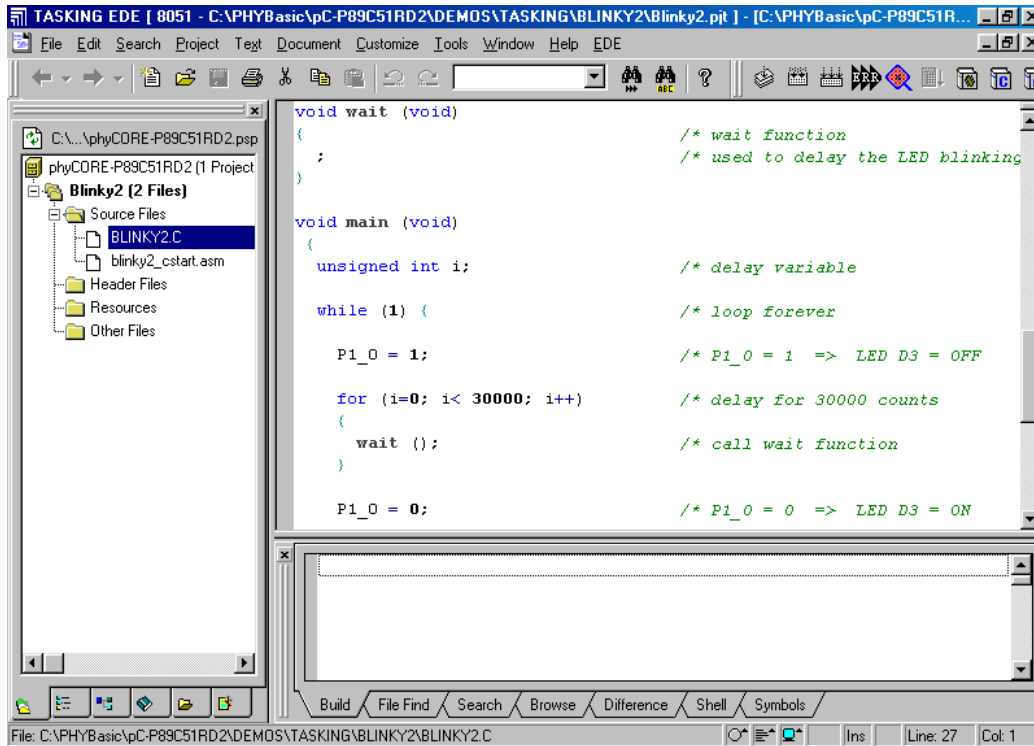 TASKING EDE [ 8051 - C:\PHYBasic\pC-P89C51RD2\DEMOS\TASKING\BLINKY2\Blinky2.pjt ] - [C:\PHYBasic\pC-P89C51R...
File Edit Search Project Text Document Customize Tools Window Help EDE
ABC
C:\...\phyCORE-P89C51RD2.psp
phyCORE-P89C51RD2 (1 Project
Blinky2 (2 Files)
Source Files
BLINKY2.C
blinky2_cstart.asm
Header Files
Resources
Other Files
void wait (void)
{ /* wait function
; /* used to delay the LED blinking
}
void main (void)
{
unsigned int i; /* delay variable
while (1) { /* loop forever
P1_0 = 1; /* P1_0 = 1 => LED D3 = OFF
for (i=0; i< 30000; i++) /* delay for 30000 counts
{
wait (); /* call wait function
}
P1_0 = 0; /* P1_0 = 0 => LED D3 = ON
Build File Find Search Browse Difference Shell Symbols
File: C:\PHYBasic\pC-P89C51RD2\DEMOS\TASKING\BLINKY2\BLINKY2.C Ins Line: 27 Col: 1